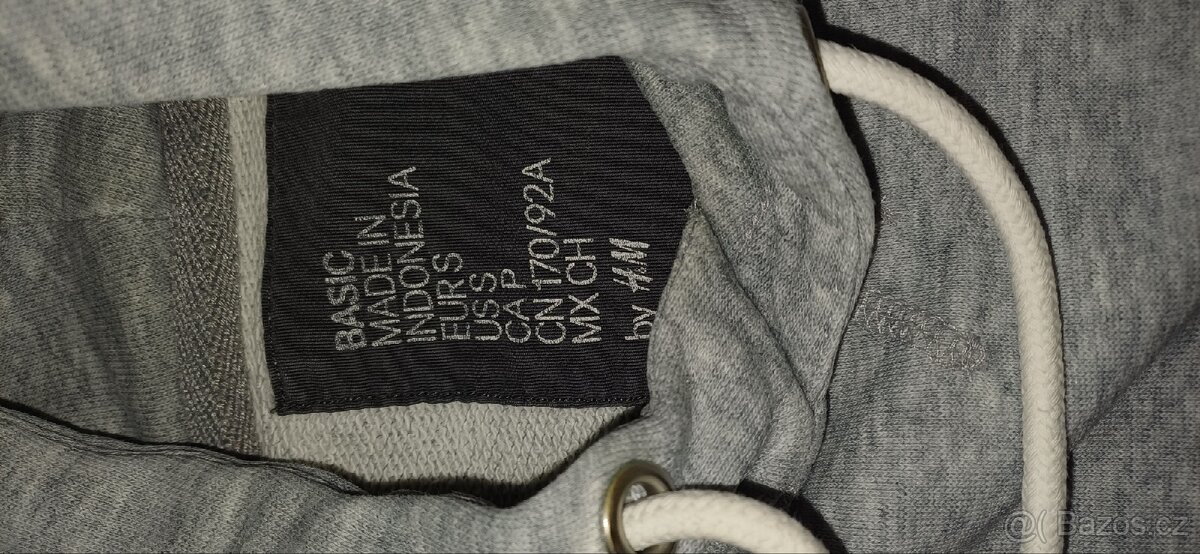 BASIC
MADE IN
INDONESIA
EUR S
US S
CA P
CN 170/92A
MX CH
by H&M
@( Bazos.cz